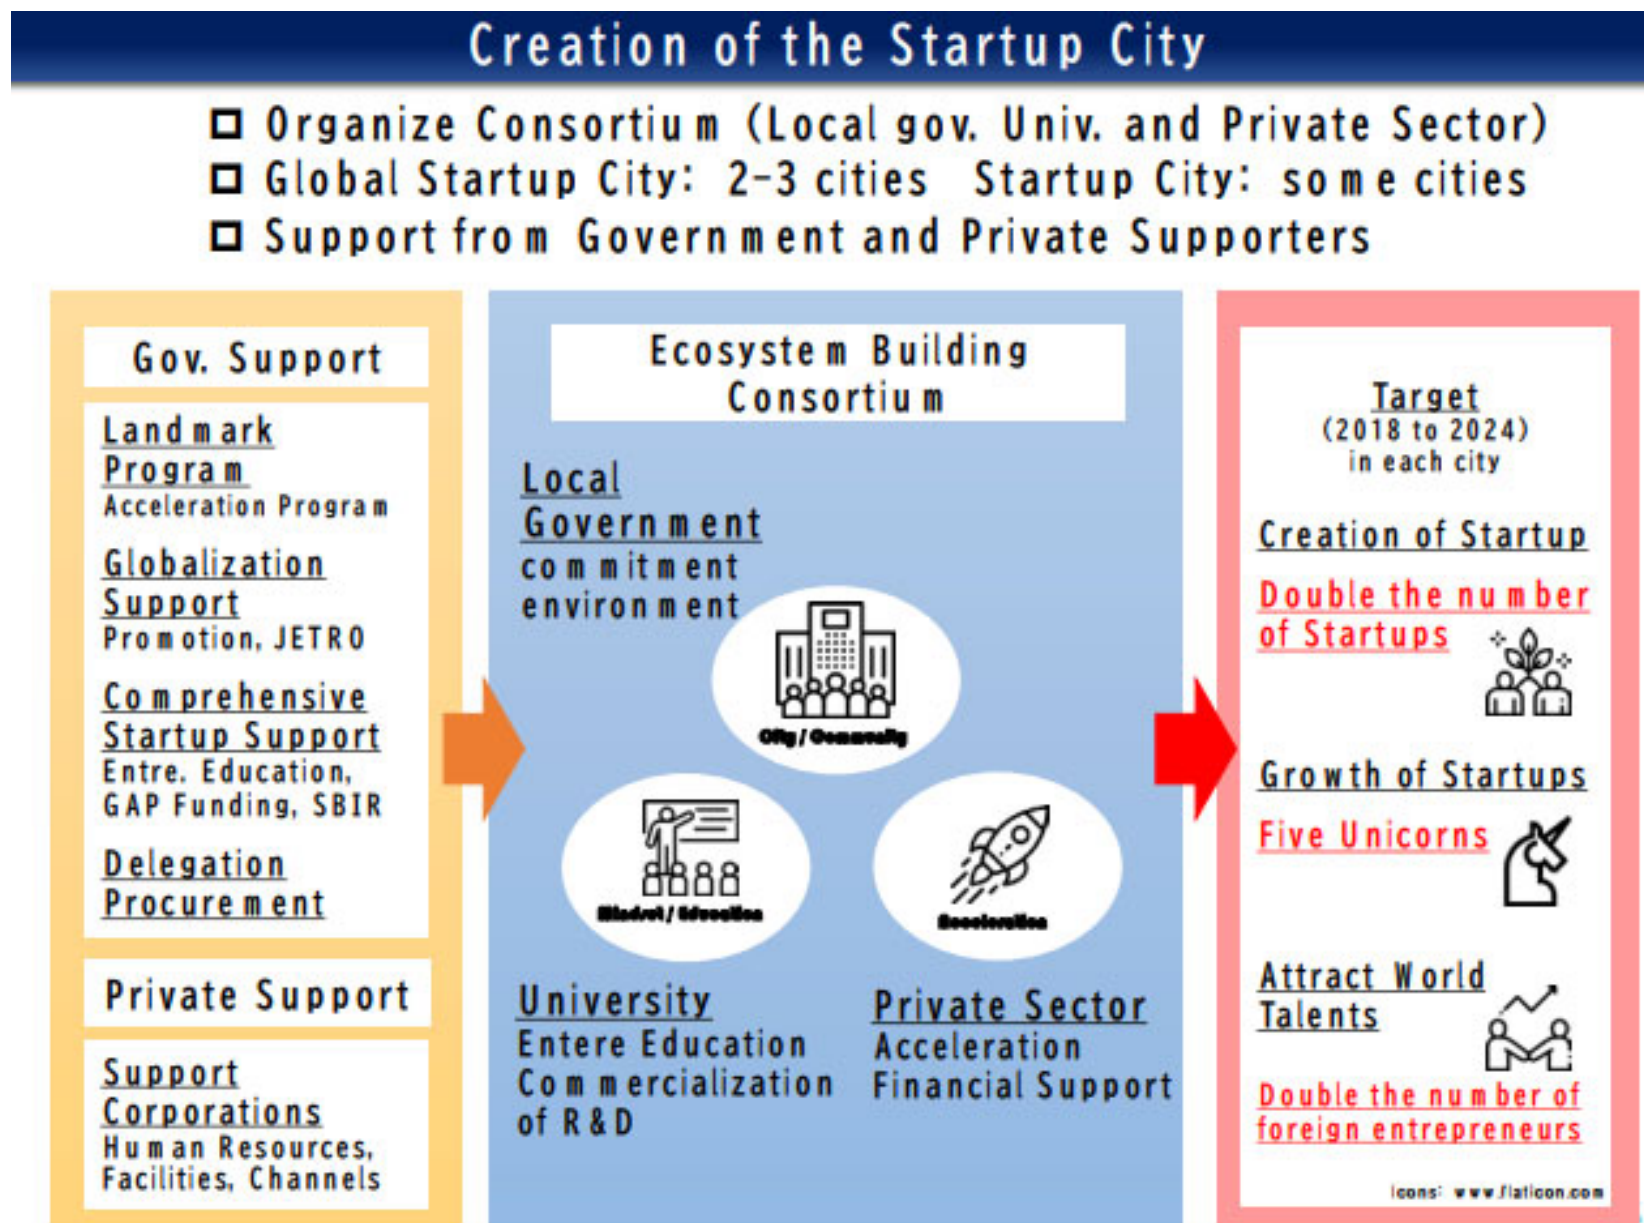 Creation of the Startup City
Organize Consortium (Local gov. Univ. and Private Sector)
Global Startup City: 2-3 cities Startup City: some cities
Support from Government and Private Supporters
Gov. Support
Landmark
Program
Acceleration Program
Globalization
Support
Promotion, JETRO
Comprehensive
Startup Support
Entre. Education,
GAP Funding, SBIR
Delegation
Procurement
Private Support
Support
Corporations
Human Resources,
Facilities, Channels
Ecosystem Building
Consortium
Local
Government
commitment
environment
City / Community
Mindset / Education
Acceleration
University
Entere Education
Commercialization
of R&D
Private Sector
Acceleration
Financial Support
Target
(2018 to 2024)
in each city
Creation of Startup
Double the number
of Startups
Growth of Startups
Five Unicorns
Attract World
Talents
Double the number of
foreign entrepreneurs
Icons: www.flaticon.com